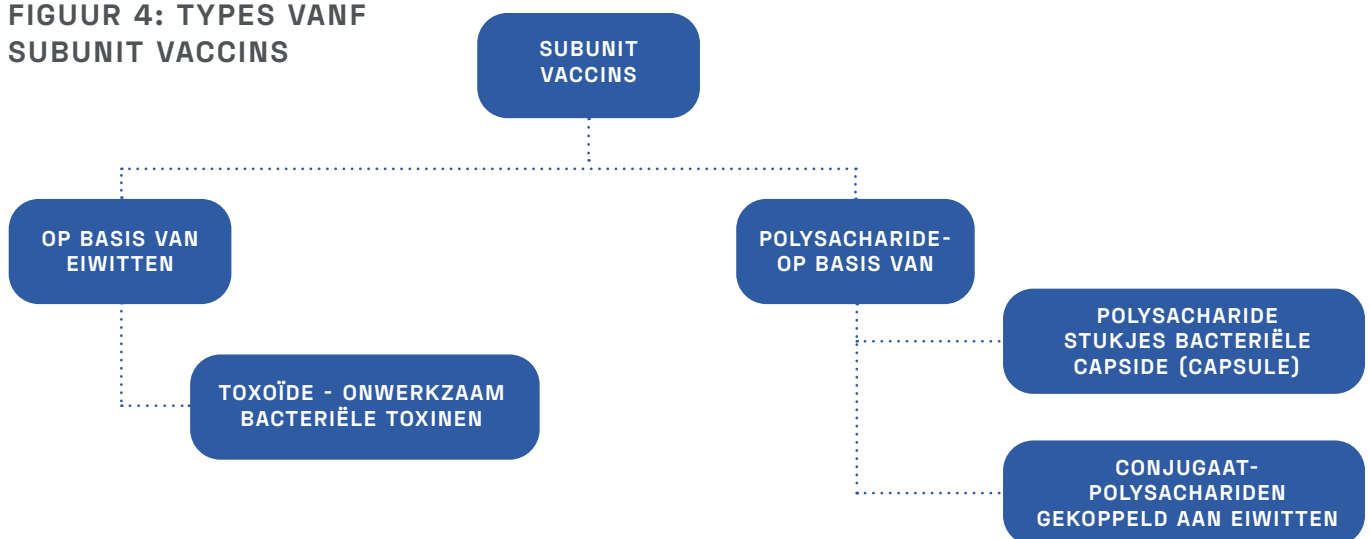 FIGUUR 4: TYPES VANF
SUBUNIT VACCINS
SUBUNIT
VACCINS
OP BASIS VAN
EIWITTEN
POLYSACHARIDE-
OP BASIS VAN
TOXOÏDE - ONWERKZAAM
BACTERIËLE TOXINEN
POLYSACHARIDE
STUKJES BACTERIËLE
CAPSIDE (CAPSULE)
CONJUGAAT-
POLYSACHARIDEN
GEKOPPELD AAN EIWITTEN